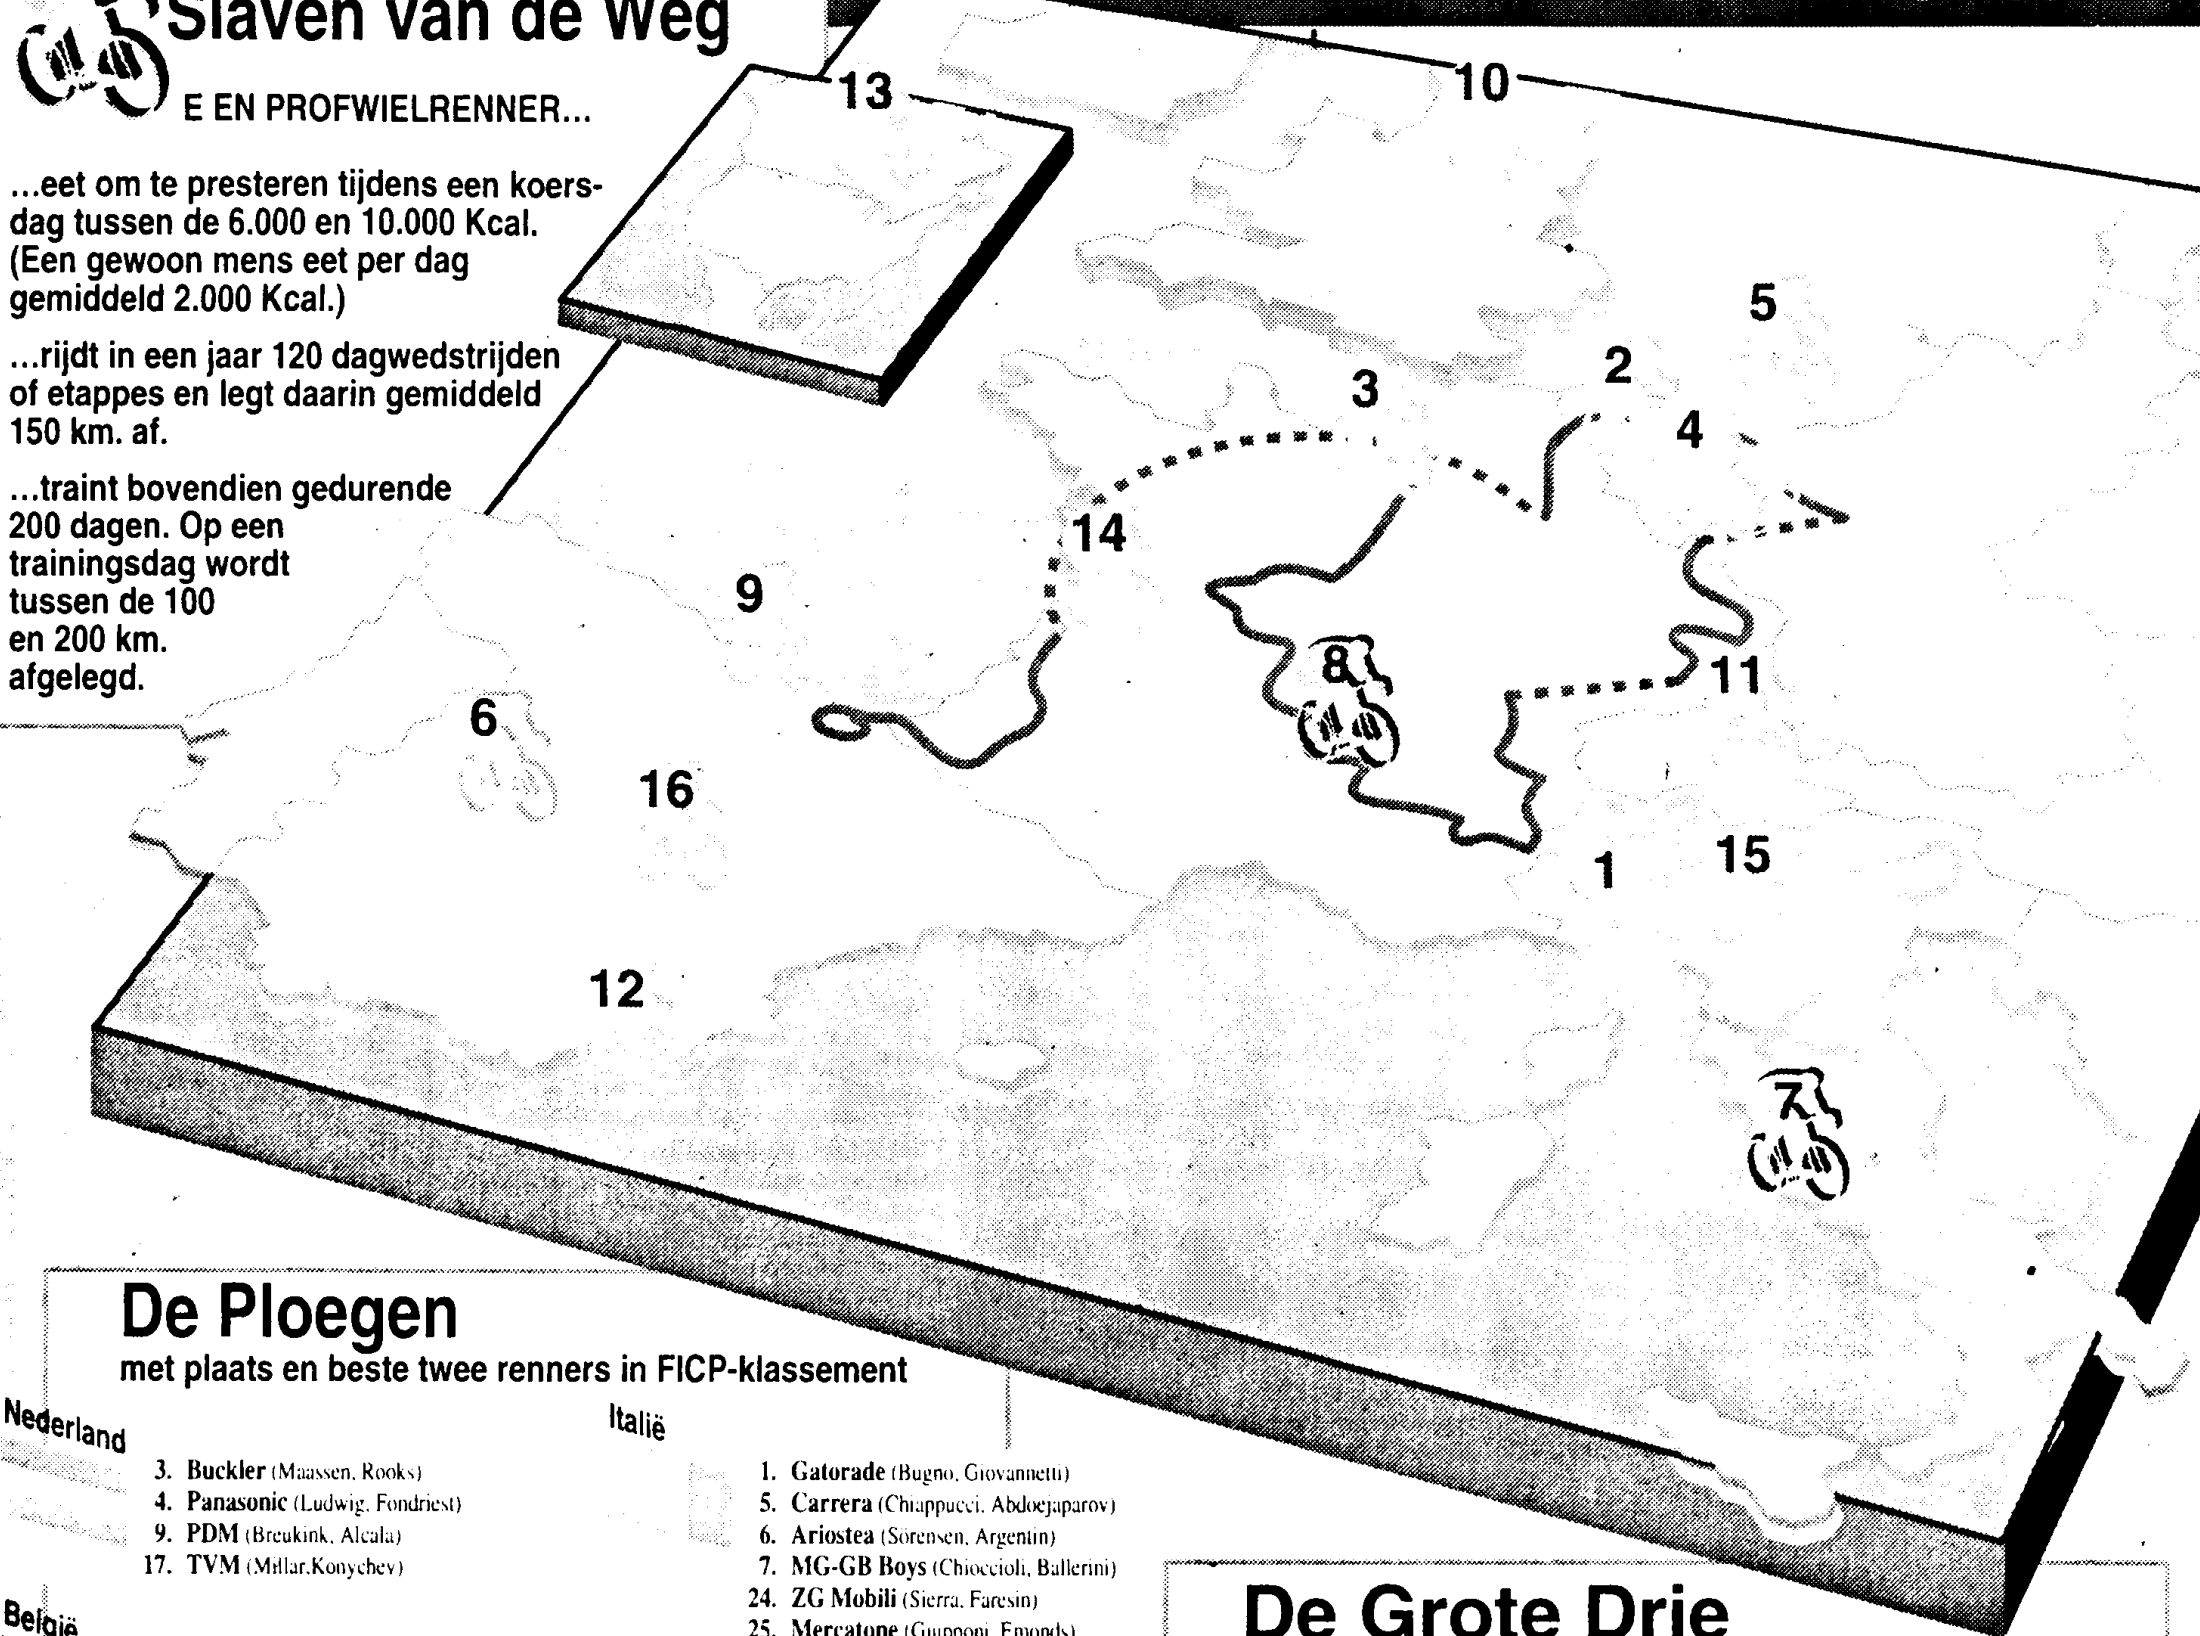 Slaven van de Weg
E EN PROFWIELRENNER...
...eet om te presteren tijdens een koers-
dag tussen de 6.000 en 10.000 Kcal.
(Een gewoon mens eet per dag
gemiddeld 2.000 Kcal.)
...rijdt in een jaar 120 dagwedstrijden
of etappes en legt daarin gemiddeld
150 km. af.
...traint bovendien gedurende
200 dagen. Op een
trainingsdag wordt
tussen de 100
en 200 km.
afgelegd.
13
10
5
2
3
4
14
9
8
11
6
16
1
15
12
7
De Ploegen
met plaats en beste twee renners in FICP-klassement
Nederland
3. Buckler (Maassen, Rooks)
4. Panasonic (Ludwig, Fondriest)
9. PDM (Breukink, Alcala)
17. TVM (Millar,Konychev)
België
Italië
1. Gatorade (Bugno, Giovannetti)
5. Carrera (Chiappucci, Abdoejaparov)
6. Ariostea (Sörensen, Argentin)
7. MG-GB Boys (Chioccioli, Ballerini)
24. ZG Mobili (Sierra, Faresin)
25. Mercatone (Giupponi, Emonds)
De Grote Drie